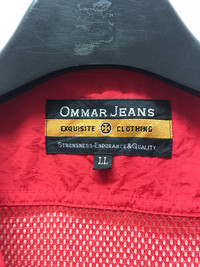 OMMAR JEANS
EXQUISITE CLOTHING
STRONGNESS-ENDURANCE&QUALITY
LL